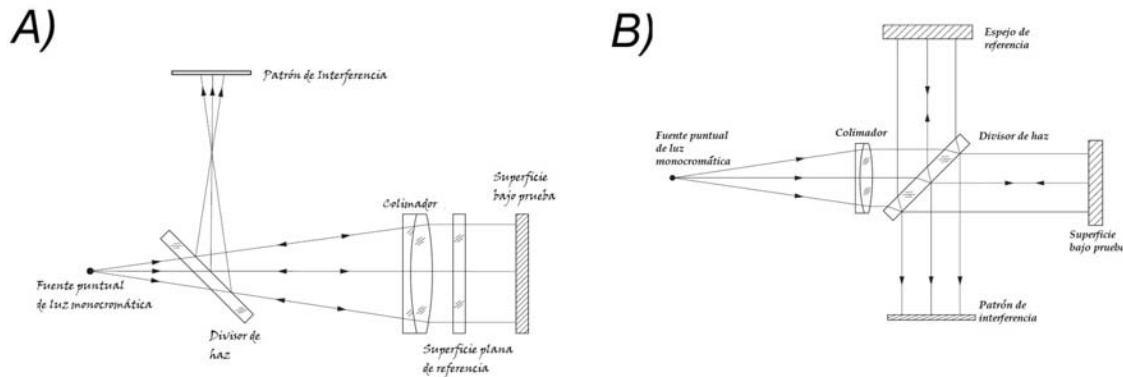 A)
Patrón de Interferencia
Superficie
bajo prueba
Colimador
Fuente puntual
de luz monocromática
Divisor de
haz
Superficie plana
de referencia
B)
Espejo de
referencia
Fuente puntual
de luz
monocromática
Colimador
Divisor de haz
Superficie
bajo prueba
Patrón de
interferencia